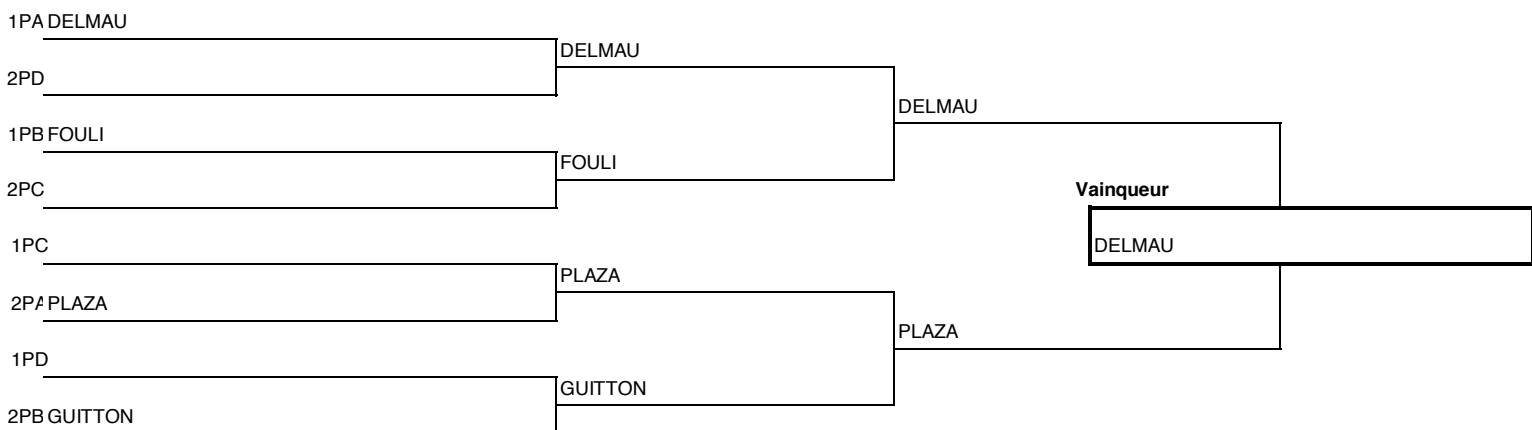 1PA DELMAU
DELMAU
2PD
DELMAU
1PB FOULI
FOULI
2PC
Vainqueur
1PC
DELMAU
PLAZA
2PA PLAZA
PLAZA
1PD
GUITTON
2PB GUITTON